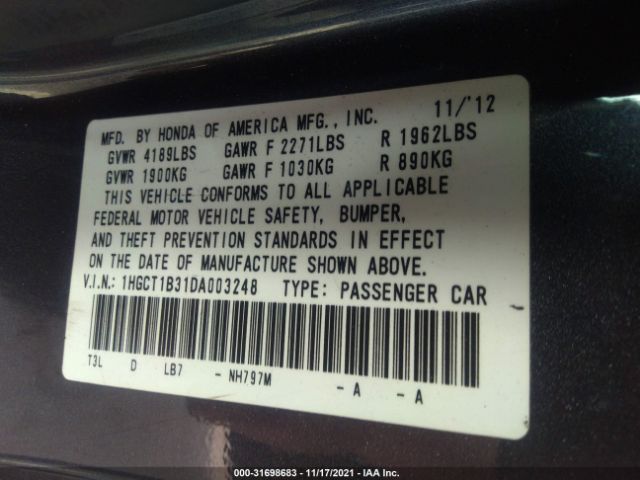 MFD. BY HONDA OF AMERICA MFG., INC. 11/'12
GVWR 4189LBS GAWR F 2271LBS R 1962LBS
GVWR 1900KG GAWR F 1030KG R 890KG
THIS VEHICLE CONFORMS TO ALL APPLICABLE
FEDERAL MOTOR VEHICLE SAFETY, BUMPER,
AND THEFT PREVENTION STANDARDS IN EFFECT
ON THE DATE OF MANUFACTURE SHOWN ABOVE.
V.I.N.: 1HGCT1B31DA003248 TYPE: PASSENGER CAR
T3L D LB7 - NH797M - A - A
000-31698683 - 11/17/2021 - IAA Inc.